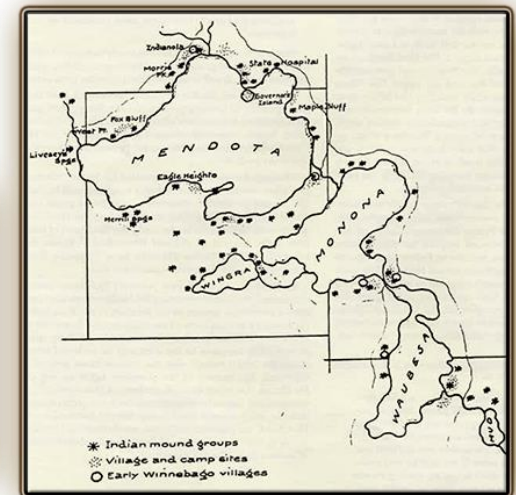 Indianola
Morris
Pk.
State Hospital
Governor's
Island
Maple Bluff
Fox Bluff
West Pt.
Livesey's
Spgs
MENDOTA
Eagle Heights
Merrill Spgs
MONONA
WINGRA
WAUBESA
Indian mound groups
Village and camp sites
Early Winnebago villages